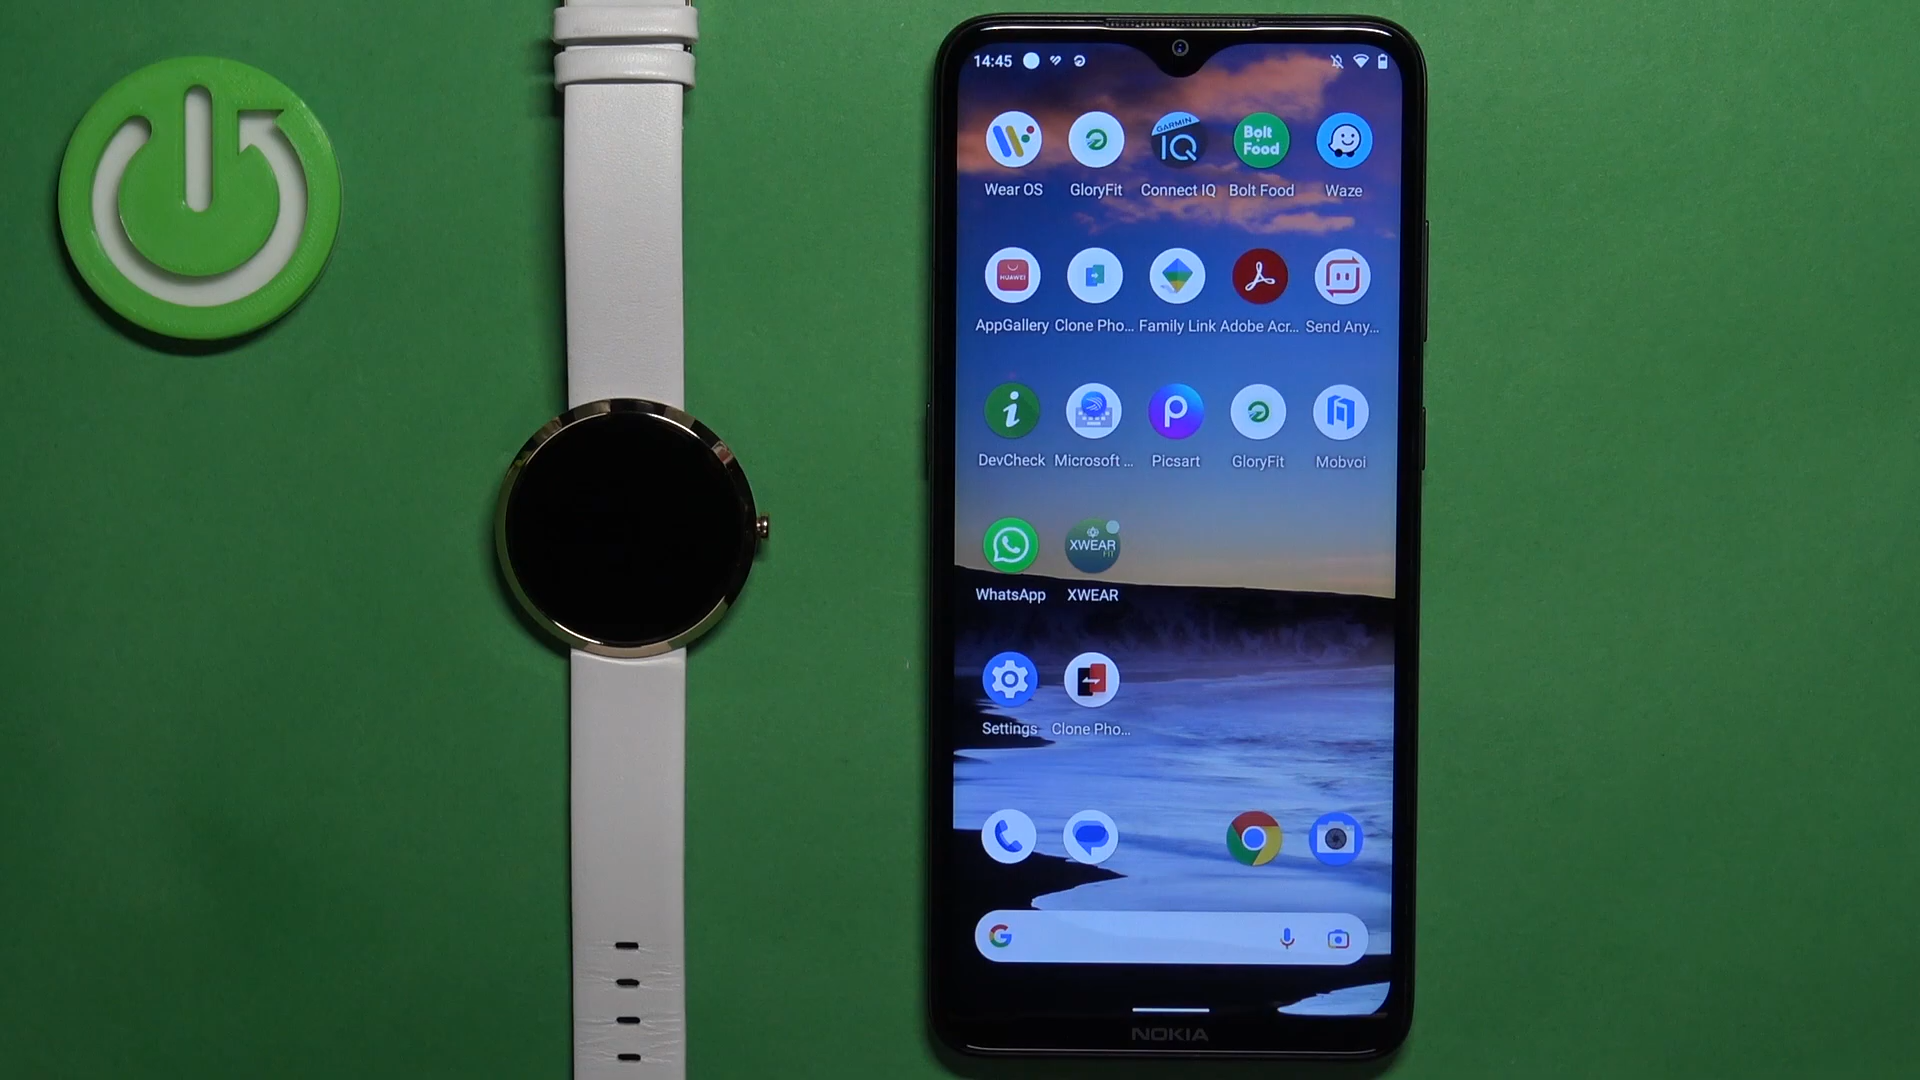 14:45
GARMIN
IQ
Bolt
Food
Wear OS GloryFit Connect IQ Bolt Food Waze
HUAWEI
AppGallery Clone Pho... Family Link Adobe Acr... Send Any...
DevCheck Microsoft ... Picsart GloryFit Mobvoi
XWEAR
FIT
WhatsApp XWEAR
Settings Clone Pho...
NOKIA